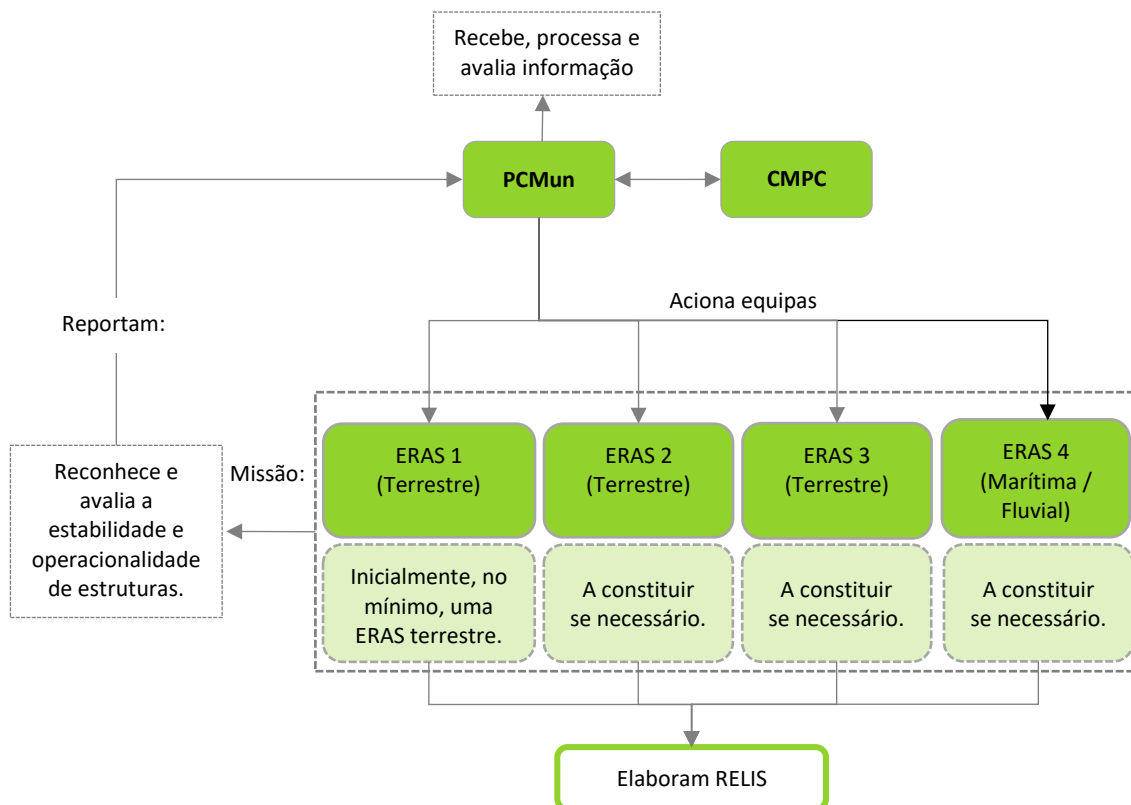 Recebe, processa e
avalia informação
PCMun
CMPC
Reportam:
Aciona equipas
Reconhece e
avalia a
estabilidade e
operacionalidade
de estruturas.
Missão:
ERAS 1
(Terrestre)
ERAS 2
(Terrestre)
ERAS 3
(Terrestre)
ERAS 4
(Marítima /
Fluvial)
Inicialmente, no
mínimo, uma
ERAS terrestre.
A constituir
se necessário.
A constituir
se necessário.
A constituir
se necessário.
Elaboram RELIS